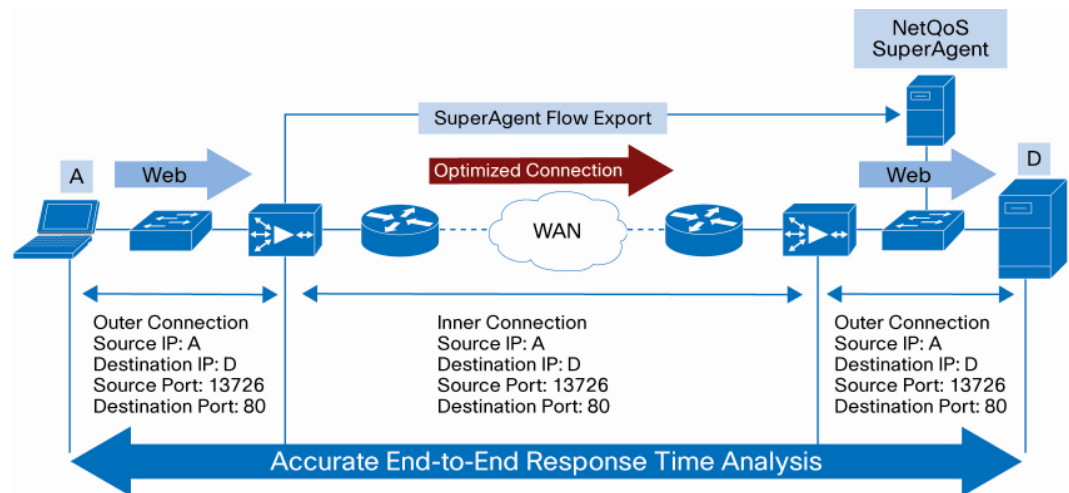 NetQoS
SuperAgent
SuperAgent Flow Export
A
Web
Optimized Connection
Web
D
WAN
Outer Connection
Source IP: A
Destination IP: D
Source Port: 13726
Destination Port: 80
Inner Connection
Source IP: A
Destination IP: D
Source Port: 13726
Destination Port: 80
Outer Connection
Source IP: A
Destination IP: D
Source Port: 13726
Destination Port: 80
Accurate End-to-End Response Time Analysis